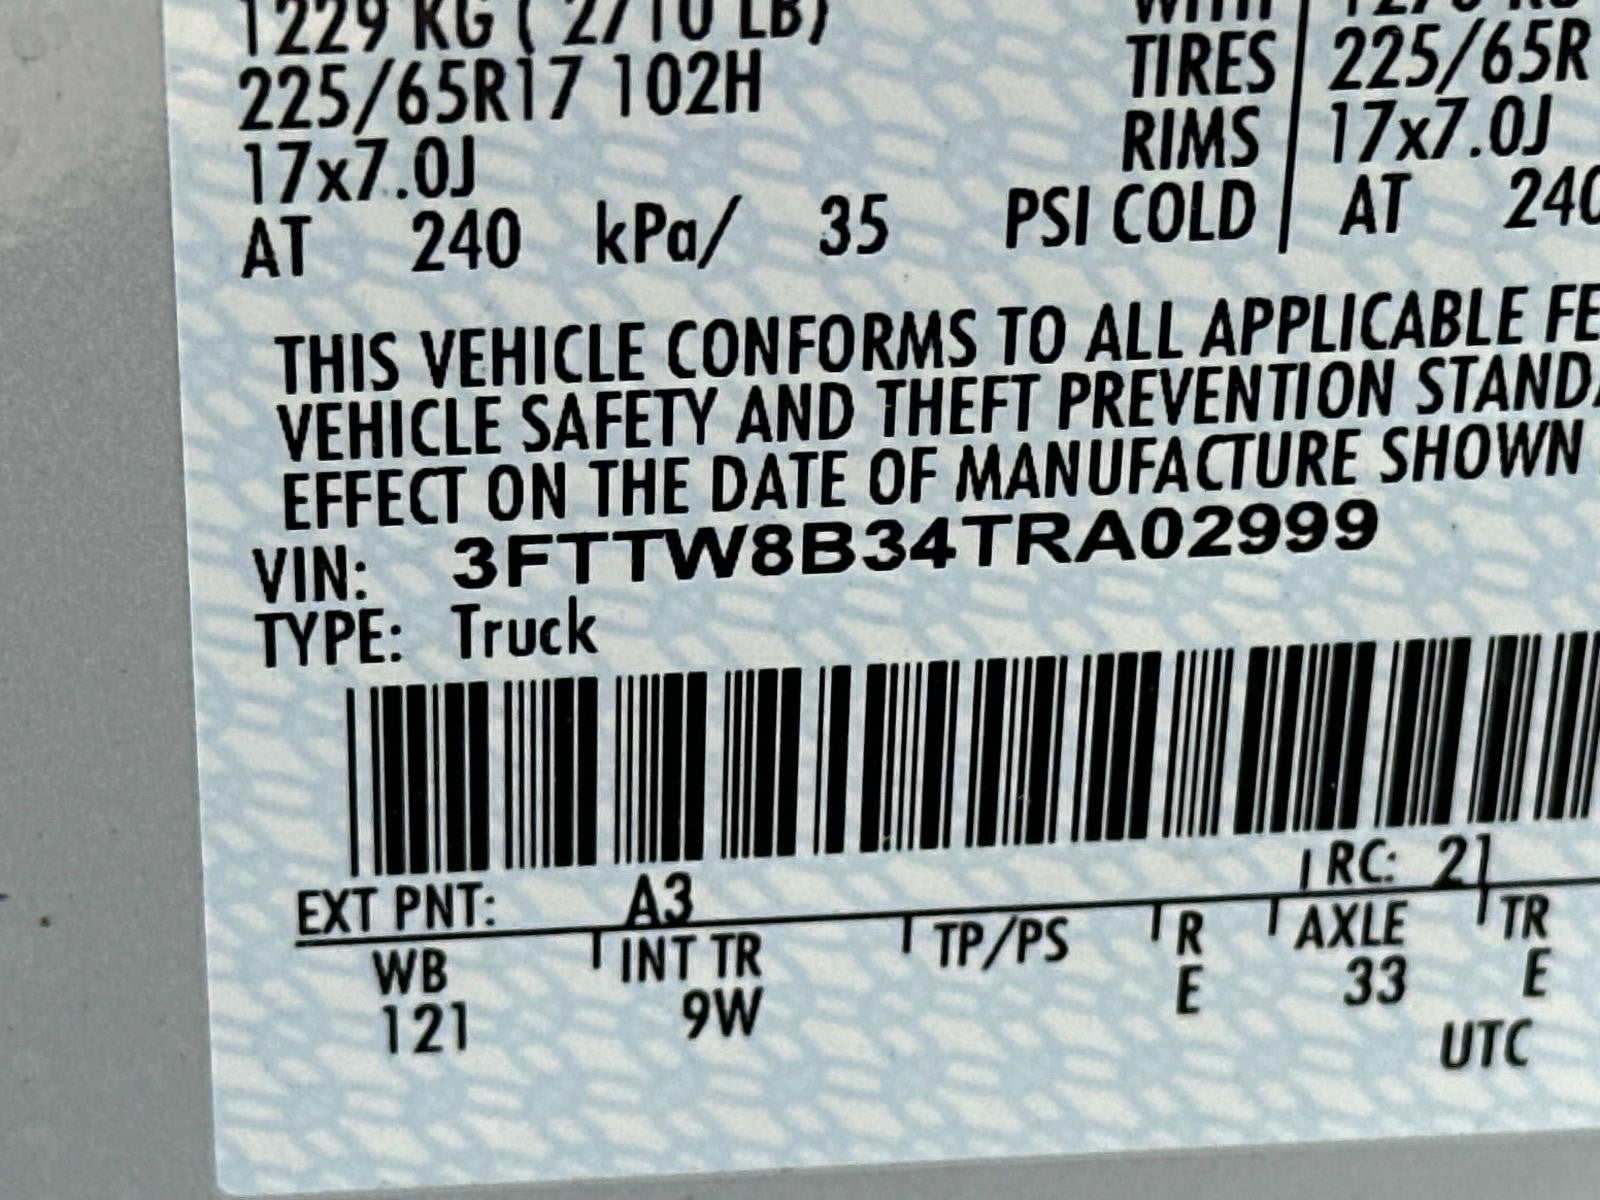 1229 KG ( 2710 LB) WITH
225/65R17 102H TIRES 225/65R
17x7.0J RIMS 17x7.0J
AT 240 kPa/ 35 PSI COLD AT 240
THIS VEHICLE CONFORMS TO ALL APPLICABLE FE
VEHICLE SAFETY AND THEFT PREVENTION STANDA
EFFECT ON THE DATE OF MANUFACTURE SHOWN
VIN: 3FTTW8B34TRA02999
TYPE: Truck
EXT PNT: A3 RC: 21
WB INT TR TP/PS R AXLE TR
121 9W E 33 E
UTC